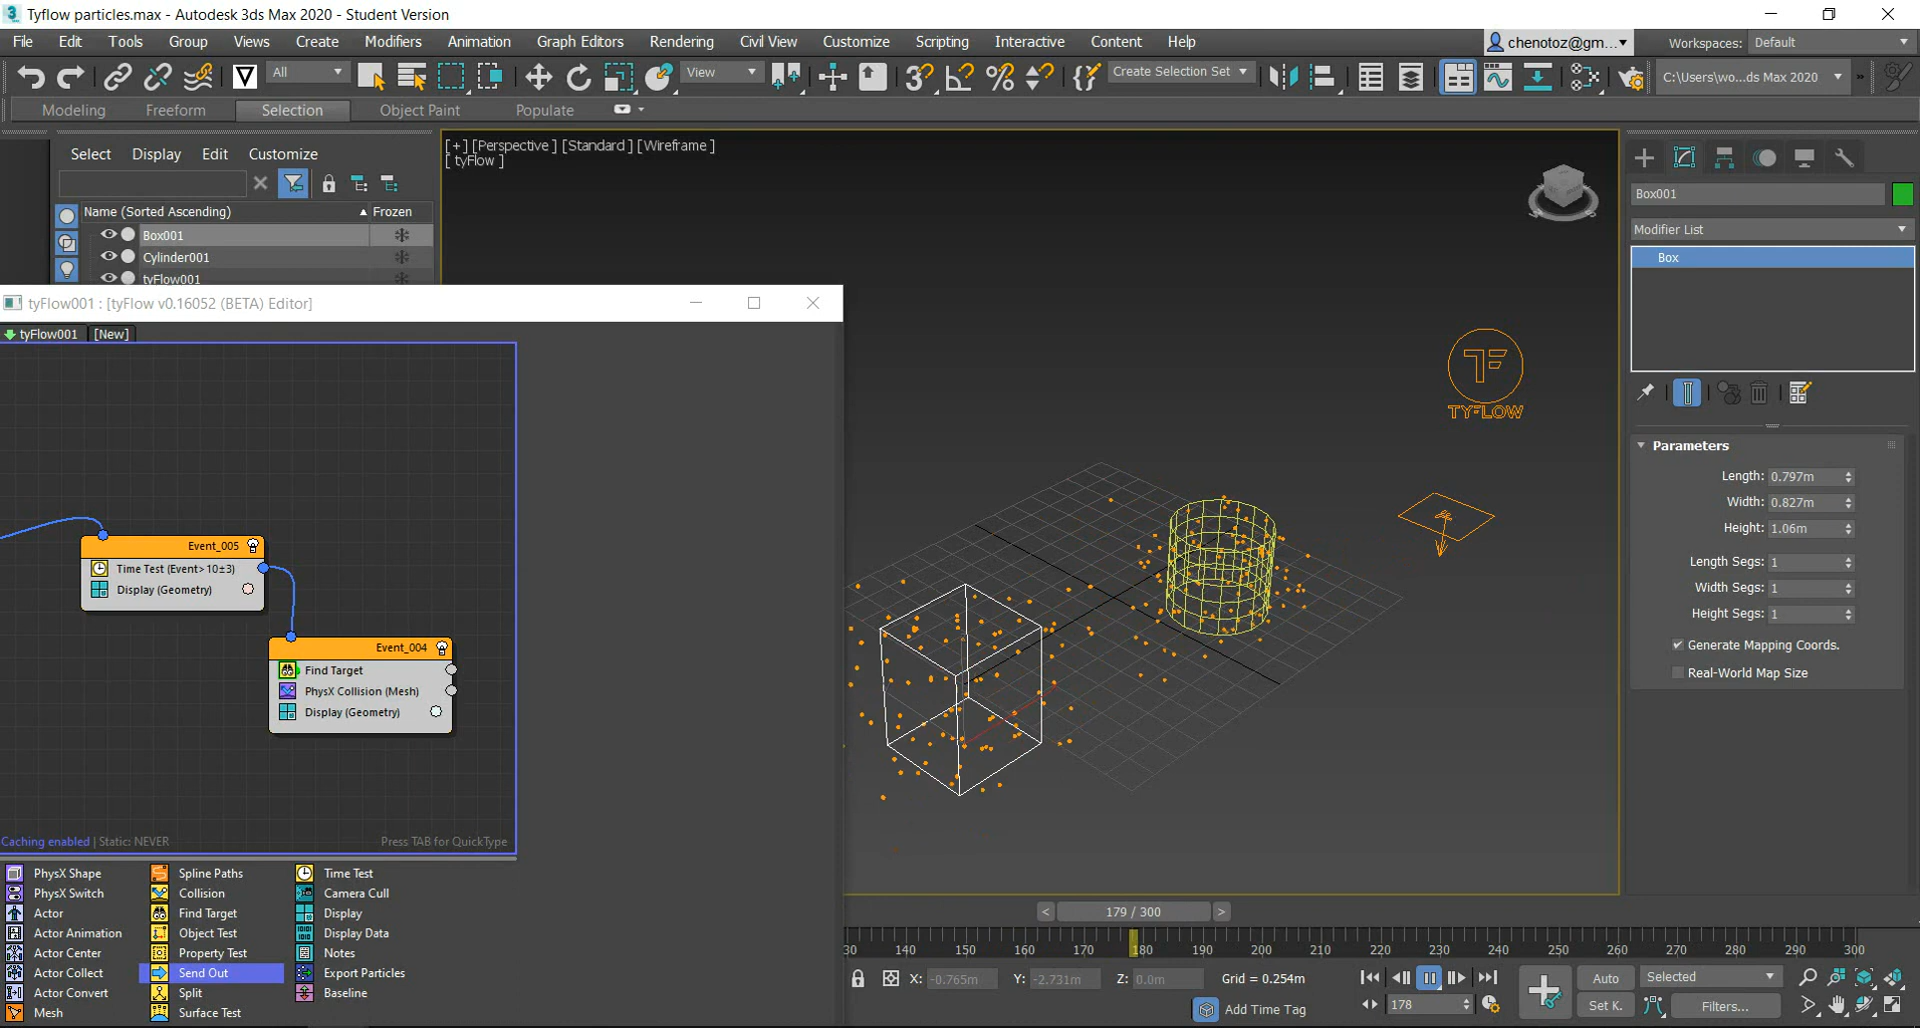 Tyflow particles.max - Autodesk 3ds Max 2020 - Student Version
File Edit Tools Group Views Create Modifiers Animation Graph Editors Rendering Civil View Customize Scripting Interactive Content Help chenotoz@gm... Workspaces: Default
All View Create Selection Set C:\Users\wo...ds Max 2020 »
Modeling Freeform Selection Object Paint Populate
Select Display Edit Customize
[+] [Perspective] [Standard] [Wireframe]
[tyFlow]
Name (Sorted Ascending) Frozen
Box001
Cylinder001
tyFlow001
Box001
Modifier List
Box
tyFlow001 : [tyFlow v0.16052 (BETA) Editor]
tyFlow001 [New]
TF
TYFLOW
Parameters
Length: 0.797m
Width: 0.827m
Height: 1.06m
Length Segs: 1
Width Segs: 1
Height Segs: 1
Generate Mapping Coords.
Real-World Map Size
Event_005
Time Test (Event>10±3)
Display (Geometry)
Event_004
Find Target
PhysX Collision (Mesh)
Display (Geometry)
Caching enabled | Static: NEVER Press TAB for QuickType
PhysX Shape Spline Paths Time Test
PhysX Switch Collision Camera Cull
Actor Find Target Display
Actor Animation Object Test Display Data
Actor Center Property Test Notes
Actor Collect Send Out Export Particles
Actor Convert Split Baseline
Mesh Surface Test
< 179 / 300 >
30 140 150 160 170 180 190 200 210 220 230 240 250 260 270 280 290 300
X: -0.765m Y: -2.731m Z: 0.0m Grid = 0.254m Auto Selected
Add Time Tag 178 Set K. Filters...